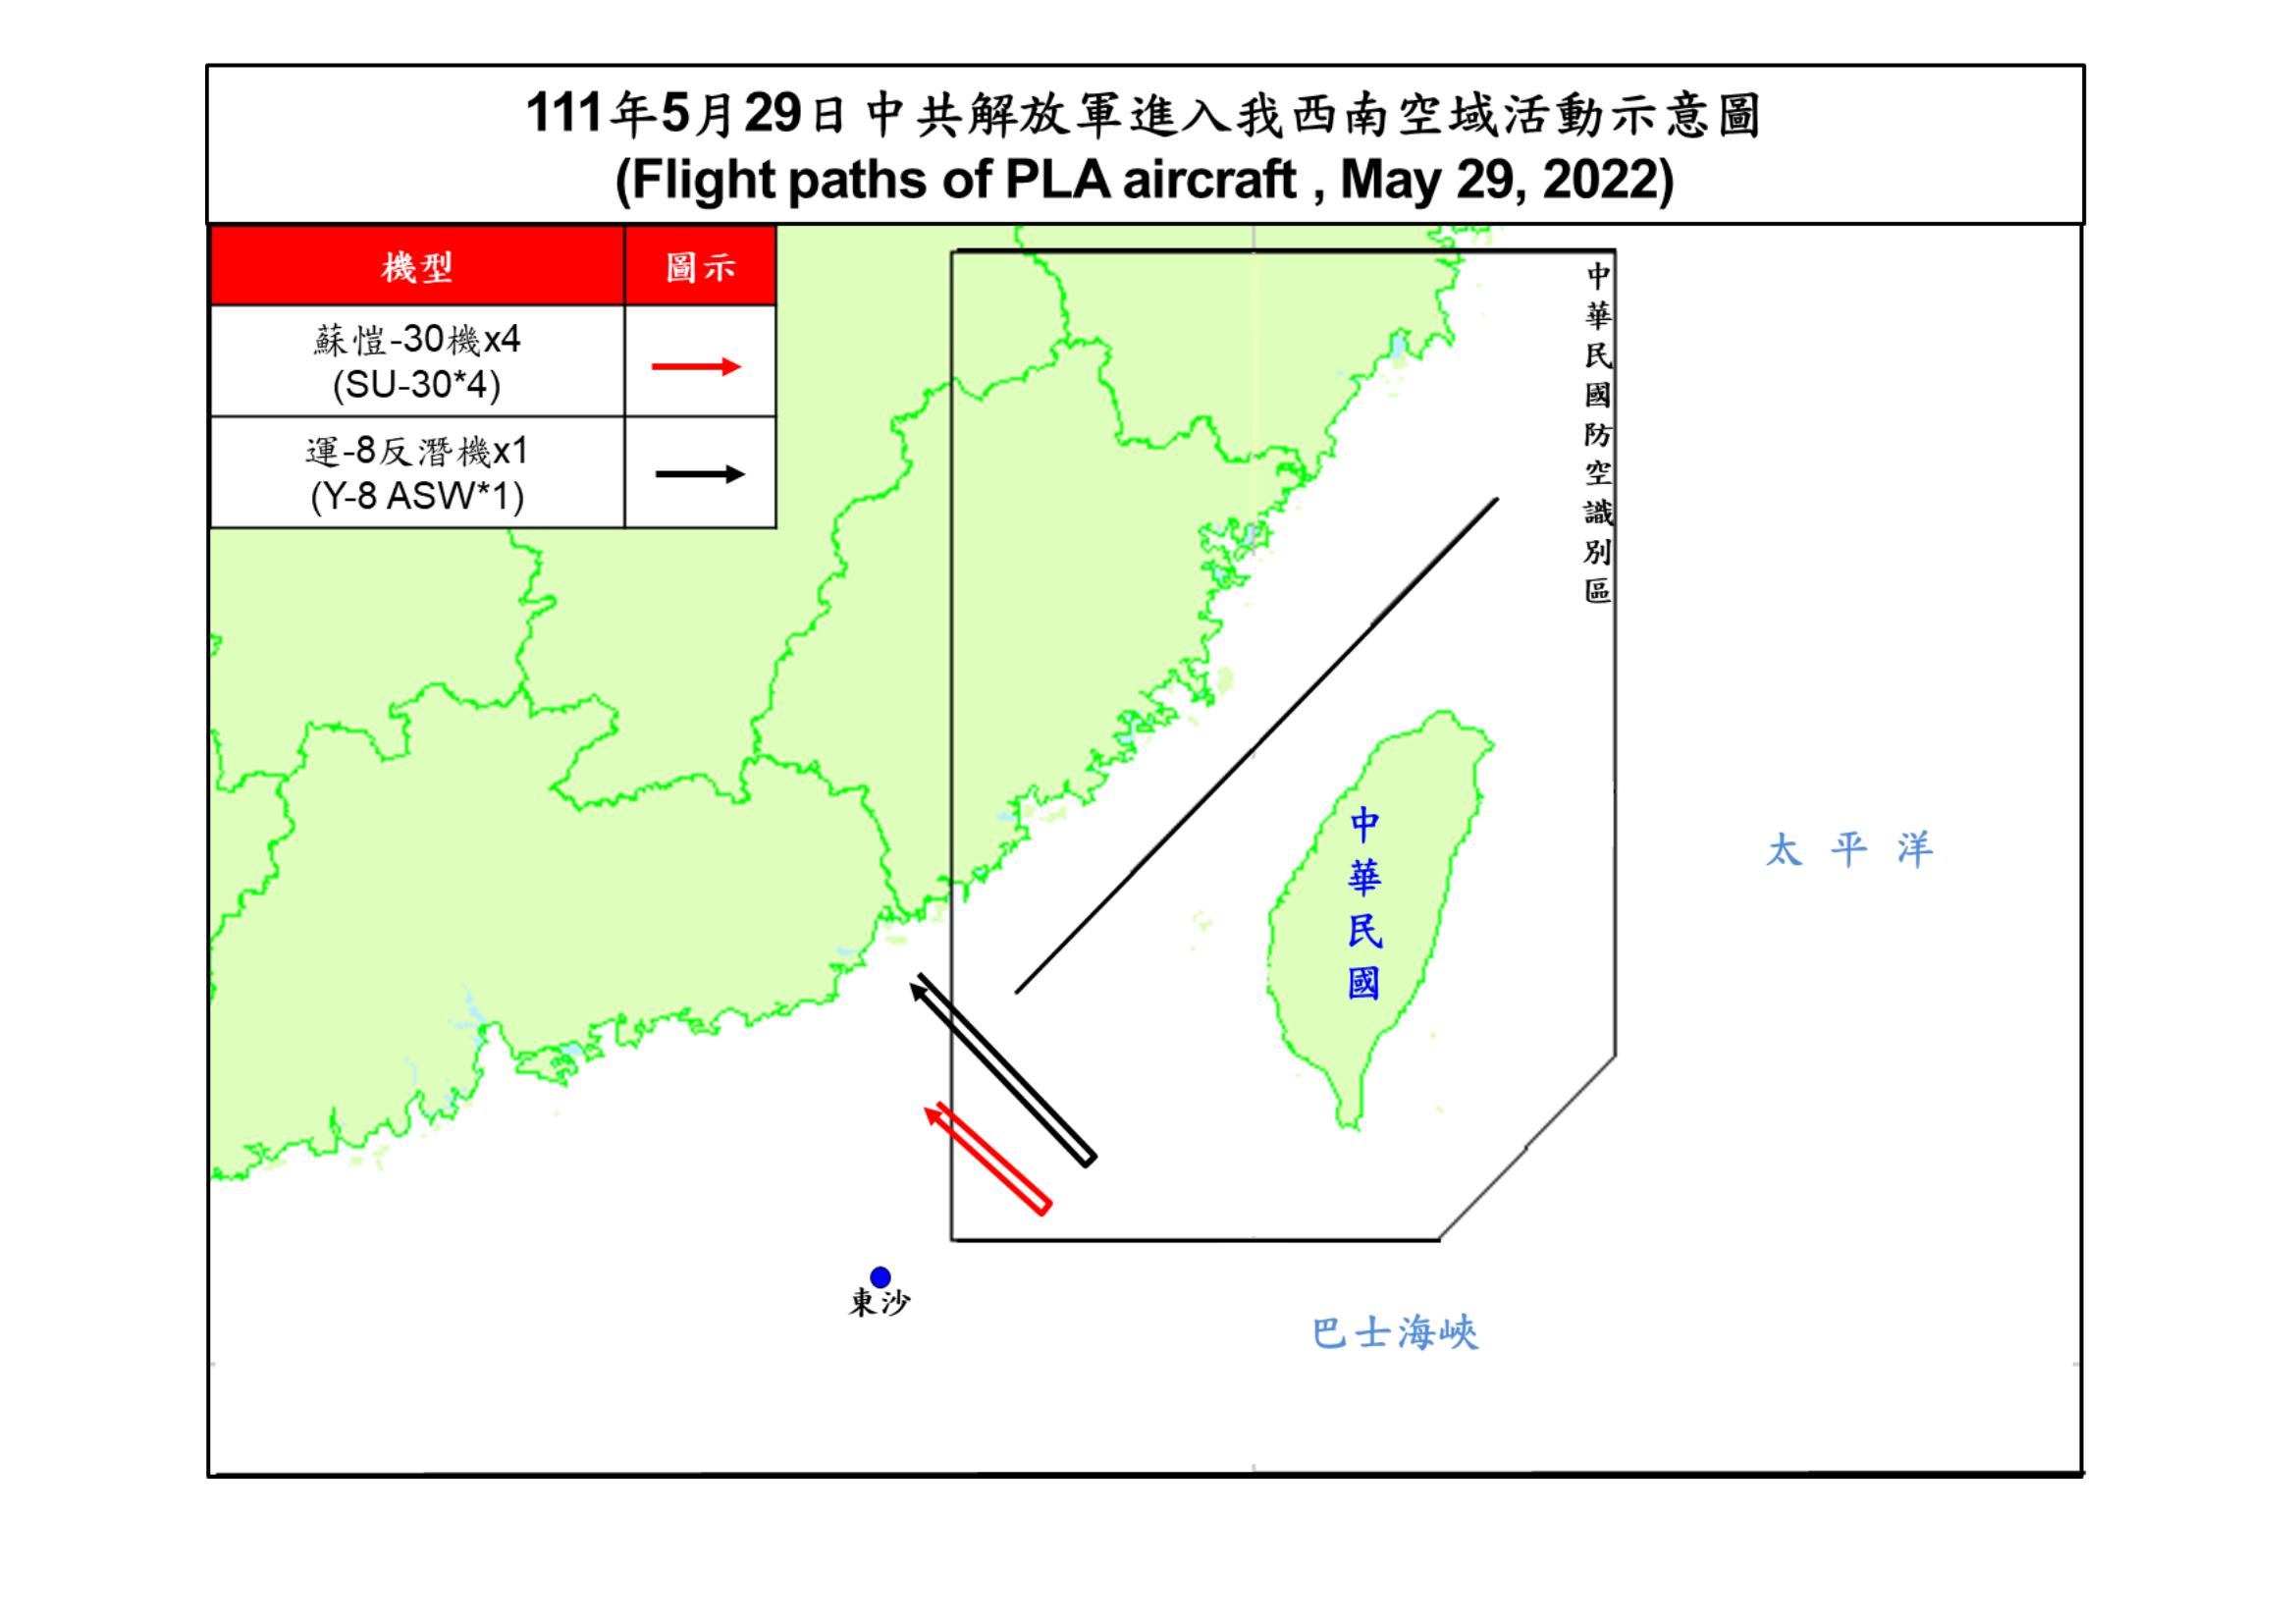 111年5月29日中共解放軍進入我西南空域活動示意圖
(Flight paths of PLA aircraft , May 29, 2022)
機型
圖示
蘇愷-30機x4
(SU-30*4)
運-8反潛機x1
(Y-8 ASW*1)
中華民國防空識別區
中華民國
太平洋
東沙
巴士海峽